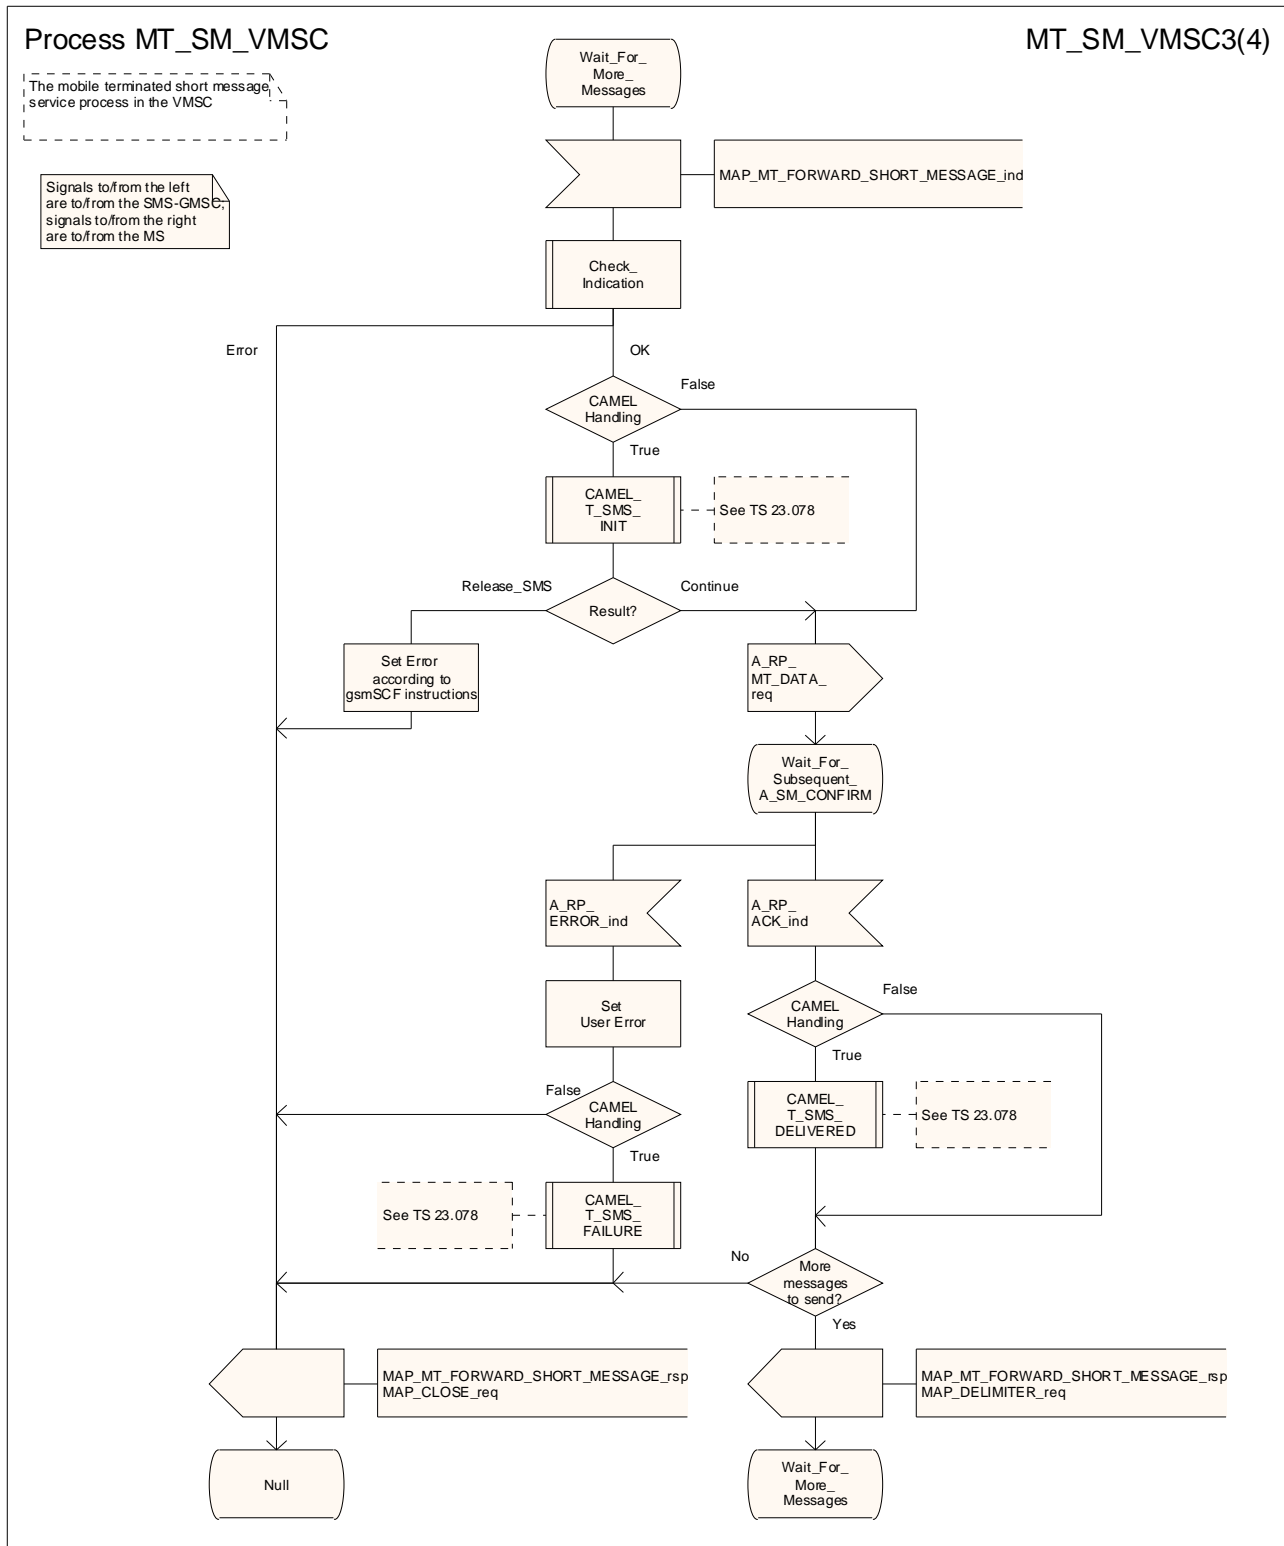 Process MT_SM_VMSC
MT_SM_VMSC3(4)
The mobile terminated short message
service process in the VMSC
Signals to/from the left
are to/from the SMS-GMSC;
signals to/from the right
are to/from the MS
Wait_For_
More_
Messages
MAP_MT_FORWARD_SHORT_MESSAGE_ind
Check_
Indication
Error
OK
CAMEL
Handling
False
True
CAMEL_
T_SMS_
INIT
See TS 23.078
Release_SMS
Result?
Continue
Set Error
according to
gsmSCF instructions
A_RP_
MT_DATA_
req
Wait_For_
Subsequent_
A_SM_CONFIRM
A_RP_
ERROR_ind
A_RP_
ACK_ind
Set
User Error
CAMEL
Handling
False
True
False
CAMEL
Handling
True
CAMEL_
T_SMS_
DELIVERED
See TS 23.078
See TS 23.078
CAMEL_
T_SMS_
FAILURE
No
More
messages
to send?
Yes
MAP_MT_FORWARD_SHORT_MESSAGE_rsp
MAP_CLOSE_req
MAP_MT_FORWARD_SHORT_MESSAGE_rsp
MAP_DELIMITER_req
Null
Wait_For_
More_
Messages